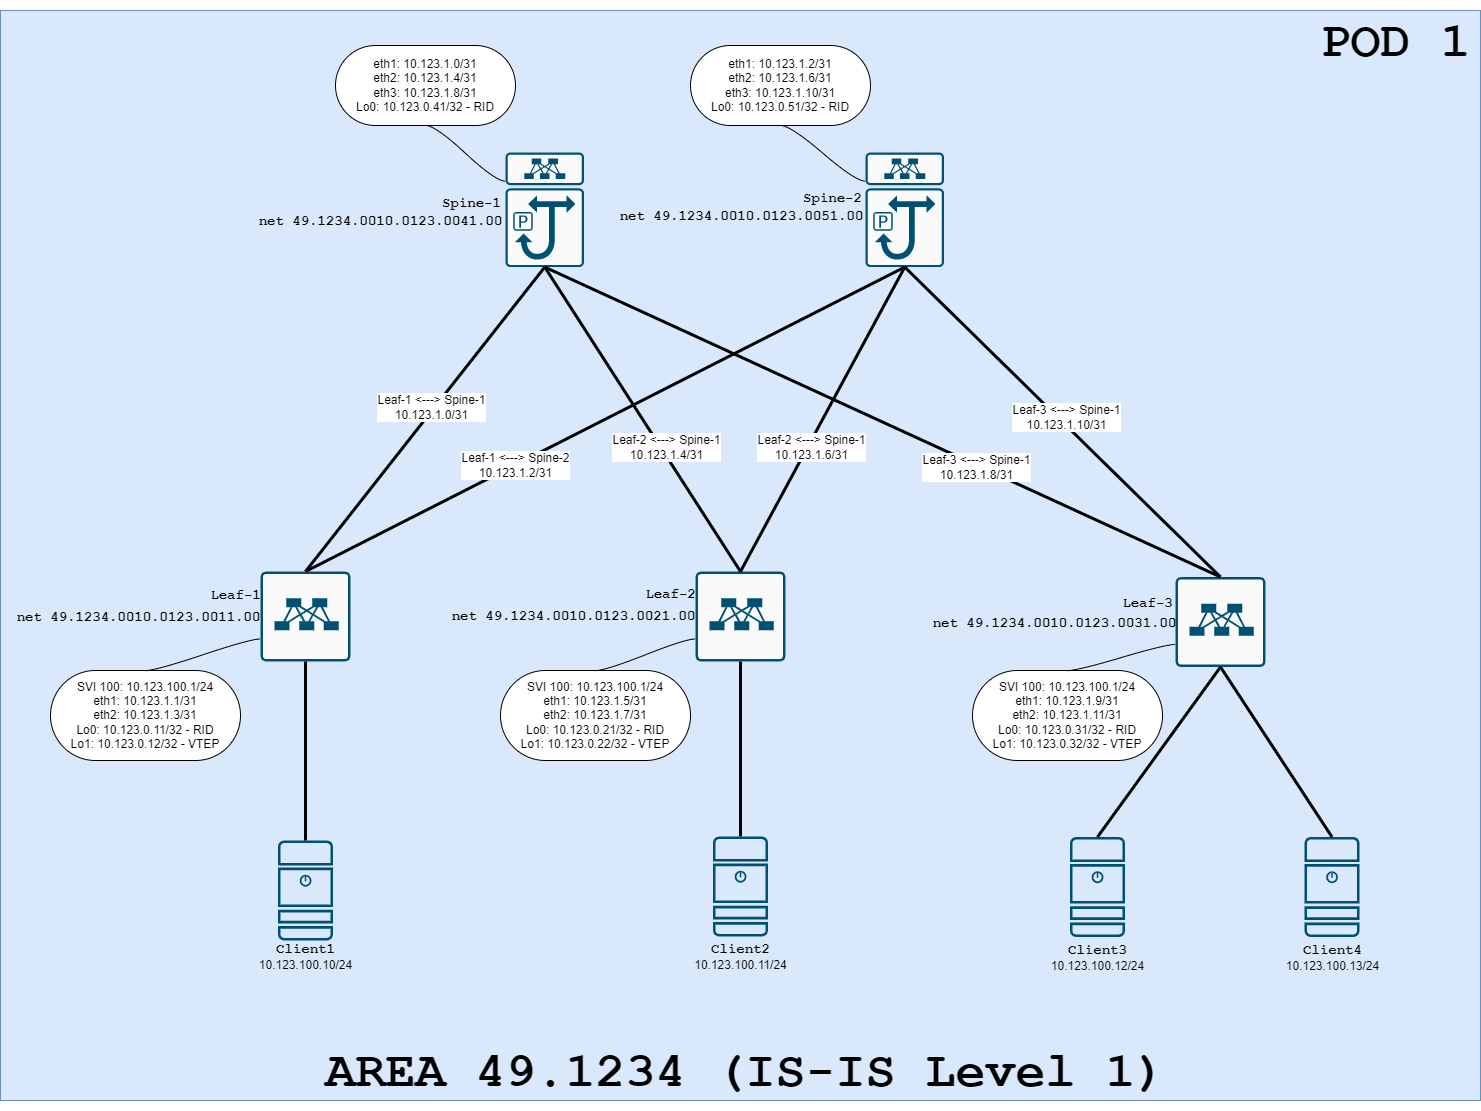 POD 1
eth1: 10.123.1.0/31
eth2: 10.123.1.4/31
eth3: 10.123.1.8/31
Lo0: 10.123.0.41/32 - RID
eth1: 10.123.1.2/31
eth2: 10.123.1.6/31
eth3: 10.123.1.10/31
Lo0: 10.123.0.51/32 - RID
Spine-1
net 49.1234.0010.0123.0041.00
P
Spine-2
net 49.1234.0010.0123.0051.00
P
Leaf-1 <---> Spine-1
10.123.1.0/31
Leaf-1 <---> Spine-2
10.123.1.2/31
Leaf-2 <---> Spine-1
10.123.1.4/31
Leaf-2 <---> Spine-1
10.123.1.6/31
Leaf-3 <---> Spine-1
10.123.1.8/31
Leaf-3 <---> Spine-1
10.123.1.10/31
Leaf-1
net 49.1234.0010.0123.0011.00
SVI 100: 10.123.100.1/24
eth1: 10.123.1.1/31
eth2: 10.123.1.3/31
Lo0: 10.123.0.11/32 - RID
Lo1: 10.123.0.12/32 - VTEP
Leaf-2
net 49.1234.0010.0123.0021.00
SVI 100: 10.123.100.1/24
eth1: 10.123.1.5/31
eth2: 10.123.1.7/31
Lo0: 10.123.0.21/32 - RID
Lo1: 10.123.0.22/32 - VTEP
Leaf-3
net 49.1234.0010.0123.0031.00
SVI 100: 10.123.100.1/24
eth1: 10.123.1.9/31
eth2: 10.123.1.11/31
Lo0: 10.123.0.31/32 - RID
Lo1: 10.123.0.32/32 - VTEP
Client1
10.123.100.10/24
Client2
10.123.100.11/24
Client3
10.123.100.12/24
Client4
10.123.100.13/24
AREA 49.1234 (IS-IS Level 1)